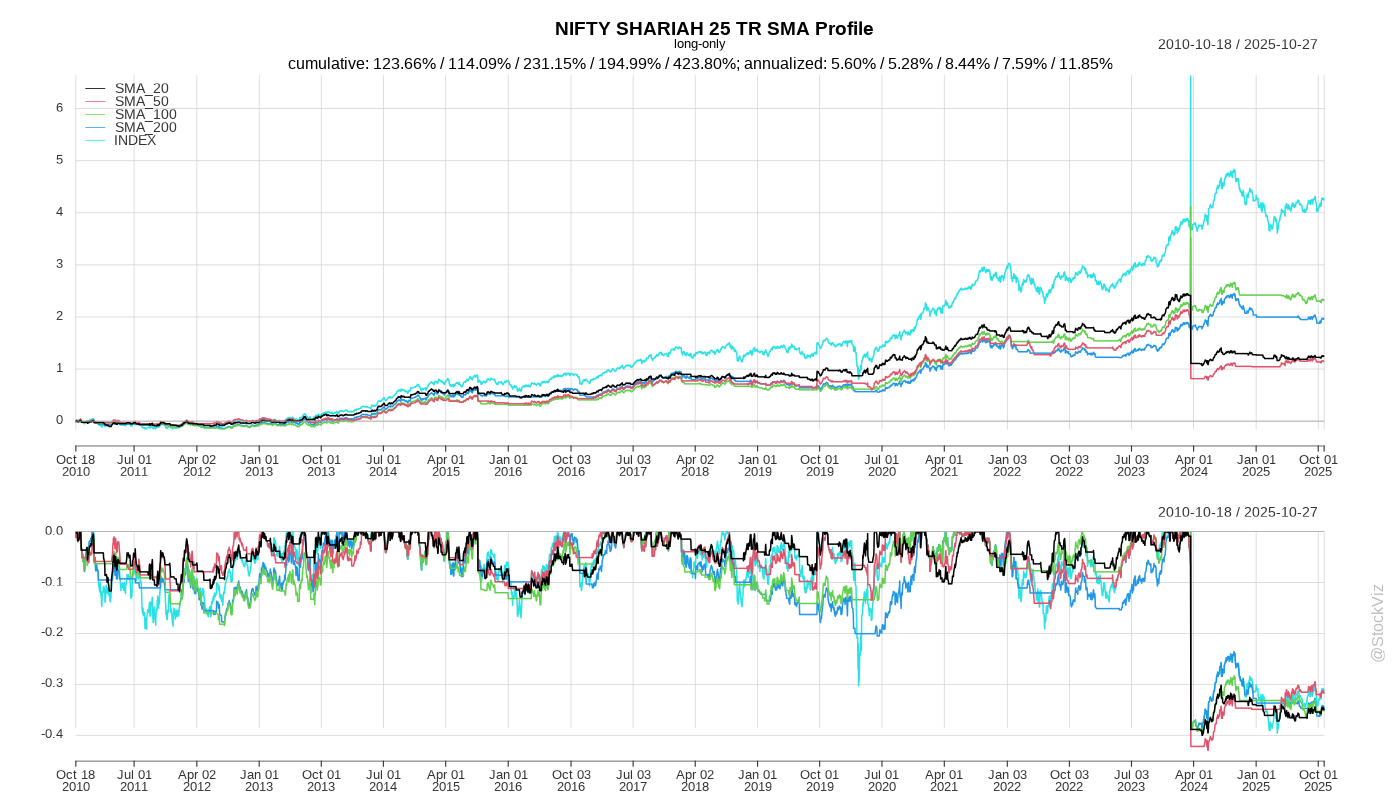 NIFTY SHARIAH 25 TR SMA Profile
long-only
2010-10-18 / 2025-10-27
cumulative: 123.66% / 114.09% / 231.15% / 194.99% / 423.80%; annualized: 5.60% / 5.28% / 8.44% / 7.59% / 11.85%
SMA_20
SMA_50
SMA_100
SMA_200
INDEX
6
5
4
3
2
1
0
Oct 18 Jul 01 Apr 02 Jan 01 Oct 01 Jul 01 Apr 01 Jan 01 Oct 03 Jul 03 Apr 02 Jan 01 Oct 01 Jul 01 Apr 01 Jan 03 Oct 03 Jul 03 Apr 01 Jan 01 Oct 01
2010 2011 2012 2013 2013 2014 2015 2016 2016 2017 2018 2019 2019 2020 2021 2022 2022 2023 2024 2025 2025
2010-10-18 / 2025-10-27
0.0
-0.1
-0.2
-0.3
-0.4
Oct 18 Jul 01 Apr 02 Jan 01 Oct 01 Jul 01 Apr 01 Jan 01 Oct 03 Jul 03 Apr 02 Jan 01 Oct 01 Jul 01 Apr 01 Jan 03 Oct 03 Jul 03 Apr 01 Jan 01 Oct 01
2010 2011 2012 2013 2013 2014 2015 2016 2016 2017 2018 2019 2019 2020 2021 2022 2022 2023 2024 2025 2025
@StockViz